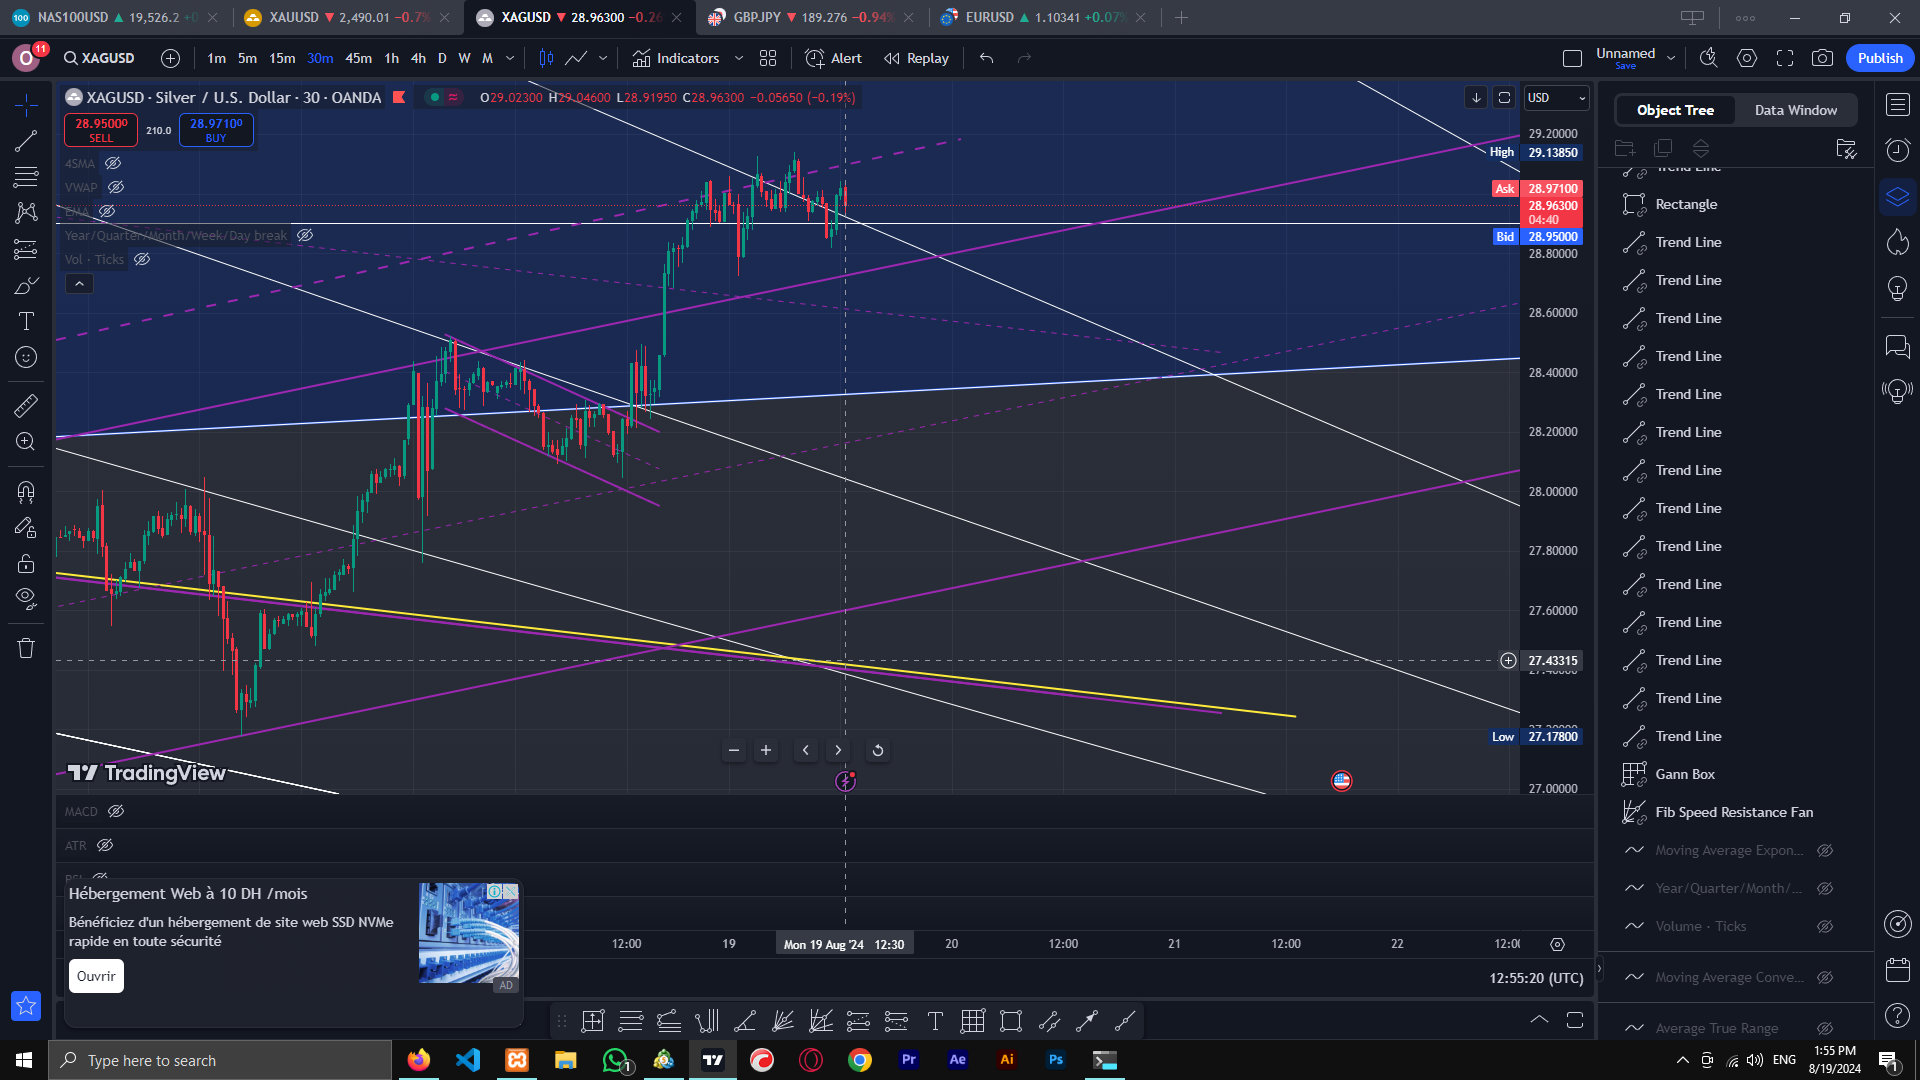 NAS100USD ▲ 19,526.2
XAUUSD ▼ 2,490.01 −0.7%
XAGUSD ▼ 28.96300 −0.26
GBPJPY ▼ 189.276 −0.94%
EURUSD ▲ 1.10341 +0.07%
O
11
XAGUSD
1m 5m 15m 30m 45m 1h 4h D W M
Indicators
Alert
Replay
Unnamed
Save
Publish
XAGUSD · Silver / U.S. Dollar · 30 · OANDA
O29.02300 H29.04600 L28.91950 C28.96300 −0.05650 (−0.19%)
USD
28.95000
SELL
210.0
28.97100
BUY
4SMA
VWAP
EMA
Year/Quarter/Month/Week/Day break
Vol · Ticks
29.20000
High 29.13850
Ask 28.97100
28.96300
04:40
Bid 28.95000
28.80000
28.60000
28.40000
28.20000
28.00000
27.80000
27.60000
27.43315
Low 27.17800
27.00000
TradingView
MACD
ATR
Hébergement Web à 10 DH /mois
Bénéficiez d'un hébergement de site web SSD NVMe
rapide en toute sécurité
Ouvrir
AD
12:00 19 Mon 19 Aug '24 12:30 20 12:00 21 12:00 22
12:55:20 (UTC)
Object Tree
Data Window
Trend Line
Rectangle
Trend Line
Trend Line
Trend Line
Trend Line
Trend Line
Trend Line
Trend Line
Trend Line
Trend Line
Trend Line
Trend Line
Trend Line
Trend Line
Trend Line
Gann Box
Fib Speed Resistance Fan
Moving Average Expon...
Year/Quarter/Month/...
Volume · Ticks
Moving Average Conve...
Average True Range
Type here to search
1
Pr
Ae
Ai
Ps
ENG
1:55 PM
8/19/2024
1